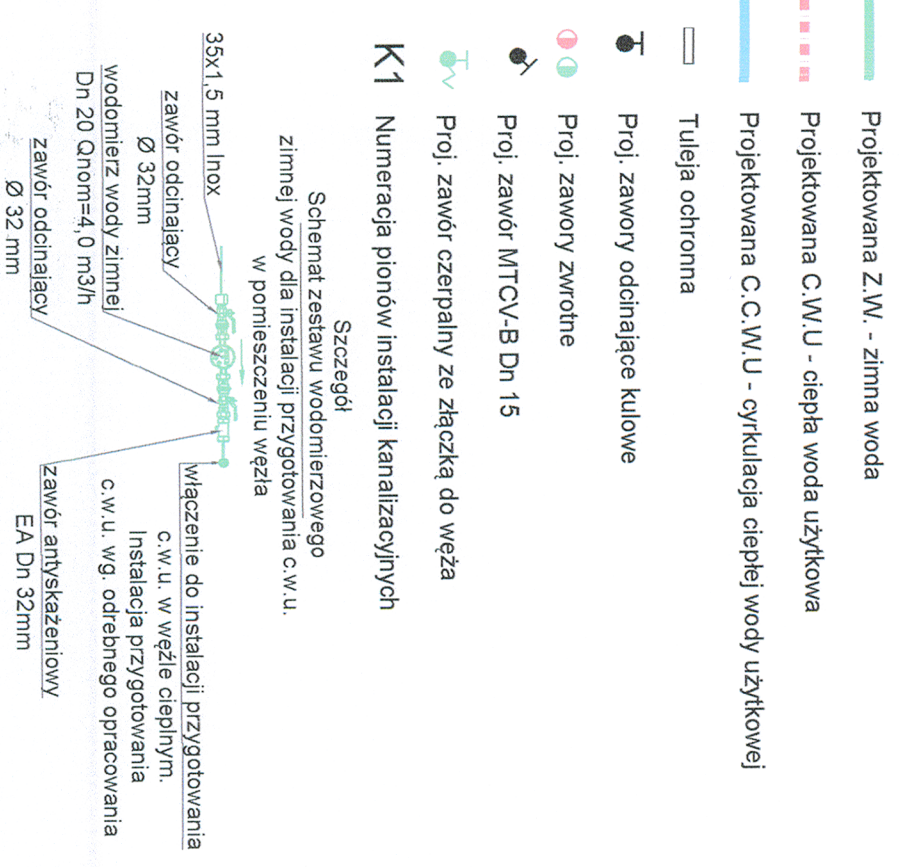 Projektowana Z.W. - zimna woda
Projektowana C.W.U - ciepła woda użytkowa
Projektowana C.C.W.U - cyrkulacja ciepłej wody użytkowej
Tuleja ochronna
Proj. zawory odcinające kulowe
Proj. zawory zwrotne
Proj. zawór MTCV-B Dn 15
Proj. zawór czerpalny ze złączką do węża
K1 Numeracja pionów instalacji kanalizacyjnych
Szczegół
Schemat zestawu wodomierzowego
zimnej wody dla instalacji przygotowania c.w.u.
w pomieszczeniu węzła
35x1,5 mm Inox
zawór odcinający
Ø 32mm
wodomierz wody zimnej
Dn 20 Qnom=4,0 m3/h
zawór odcinający
Ø 32 mm
włączenie do instalacji przygotowania
c.w.u. w węźle cieplnym.
Instalacja przygotowania
c.w.u. wg. odrebnego opracowania
zawór antyskażeniowy
EA Dn 32mm